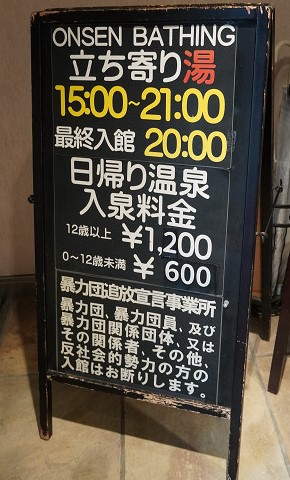 ONSEN BATHING
立ち寄り湯
15:00~21:00
最終入館 20:00
日帰り温泉
入泉料金
12歳以上 ￥1,200
0～12歳未満 ￥ 600
暴力団追放宣言事業所
暴力団、暴力団員、及び
暴力団関係団体、又は
その関係者、その他、
反社会的勢力の方の
入館はお断りします。